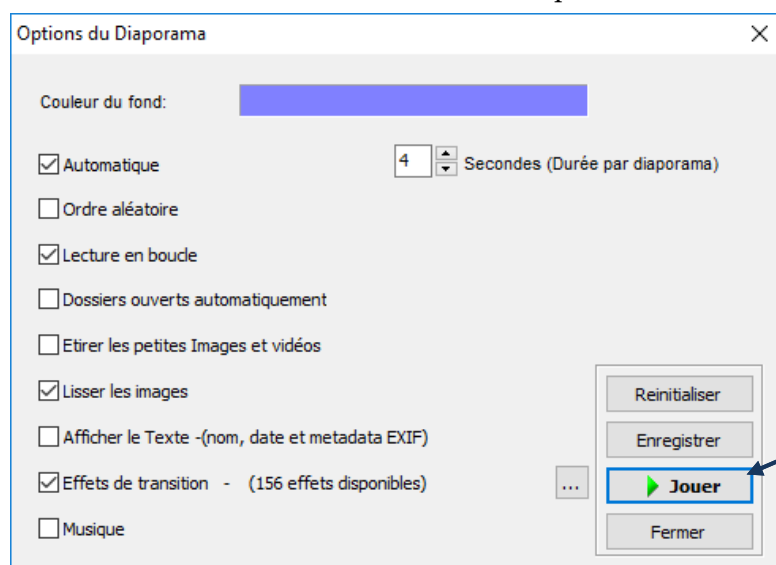 Options du Diaporama
Couleur du fond:
Automatique
4 Secondes (Durée par diaporama)
Ordre aléatoire
Lecture en boucle
Dossiers ouverts automatiquement
Etirer les petites Images et vidéos
Lisser les images
Reinitialiser
Afficher le Texte -(nom, date et metadata EXIF)
Enregistrer
Effets de transition - (156 effets disponibles)
...
Jouer
Musique
Fermer